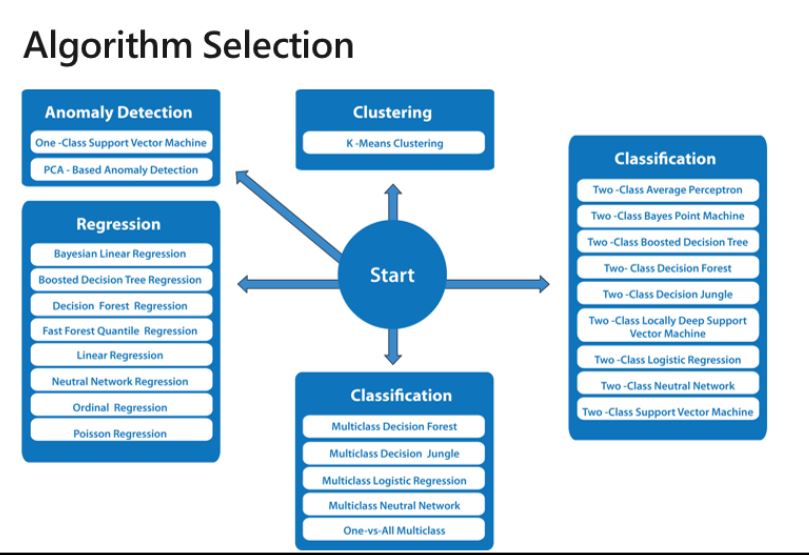 Algorithm Selection
Anomaly Detection
One -Class Support Vector Machine
PCA - Based Anomaly Detection
Regression
Bayesian Linear Regression
Boosted Decision Tree Regression
Decision Forest Regression
Fast Forest Quantile Regression
Linear Regression
Neutral Network Regression
Ordinal Regression
Poisson Regression
Clustering
K -Means Clustering
Start
Classification
Multiclass Decision Forest
Multiclass Decision Jungle
Multiclass Logistic Regression
Multiclass Neutral Network
One-vs-All Multiclass
Classification
Two -Class Average Perceptron
Two -Class Bayes Point Machine
Two -Class Boosted Decision Tree
Two- Class Decision Forest
Two -Class Decision Jungle
Two -Class Locally Deep Support
Vector Machine
Two -Class Logistic Regression
Two -Class Neutral Network
Two -Class Support Vector Machine